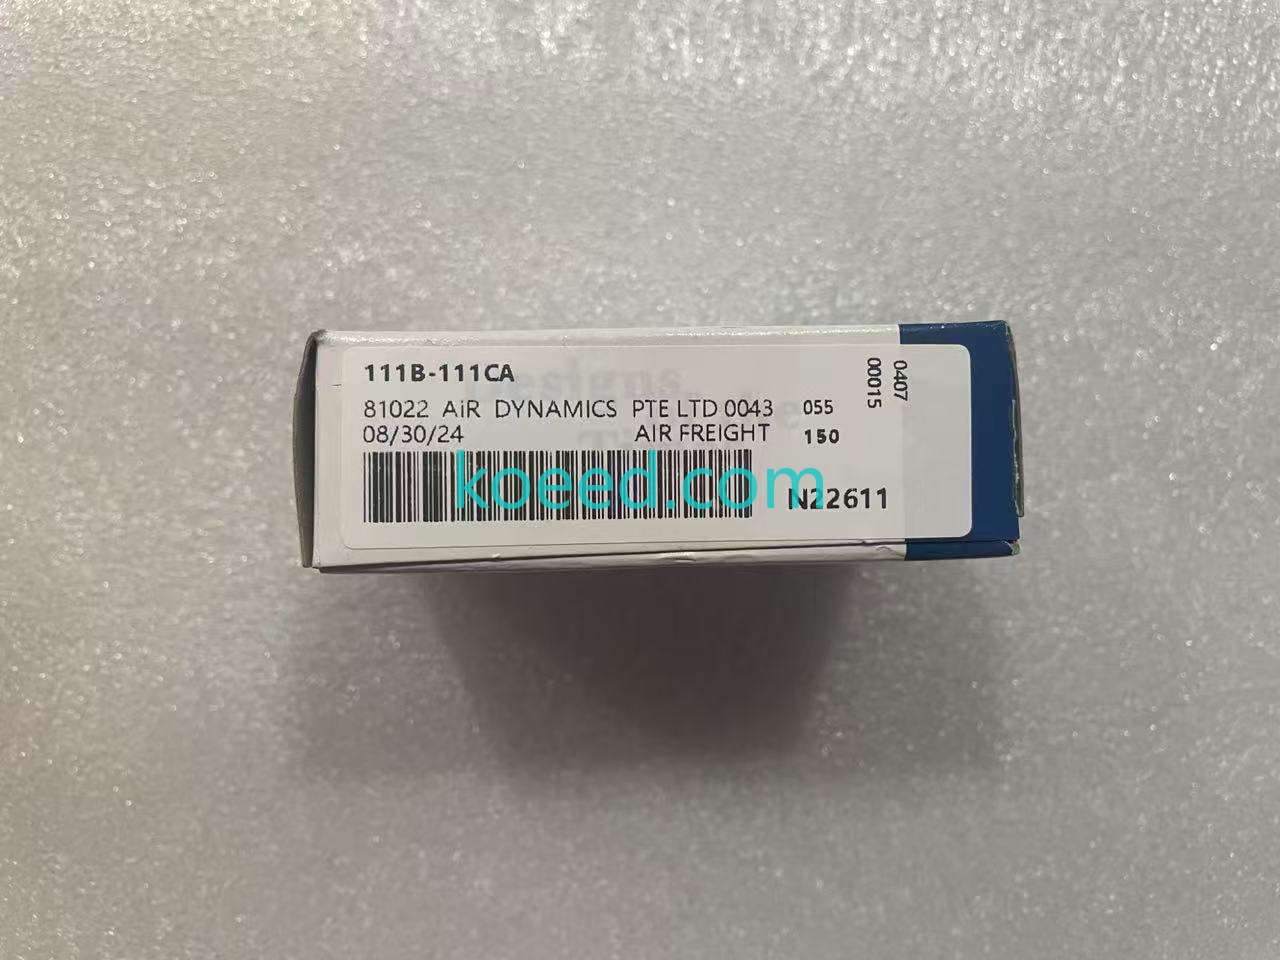 111B-111CA
81022 AiR DYNAMICS PTE LTD 0043 055
08/30/24 AIR FREIGHT 150
N22611
0407
00015
koeed.com